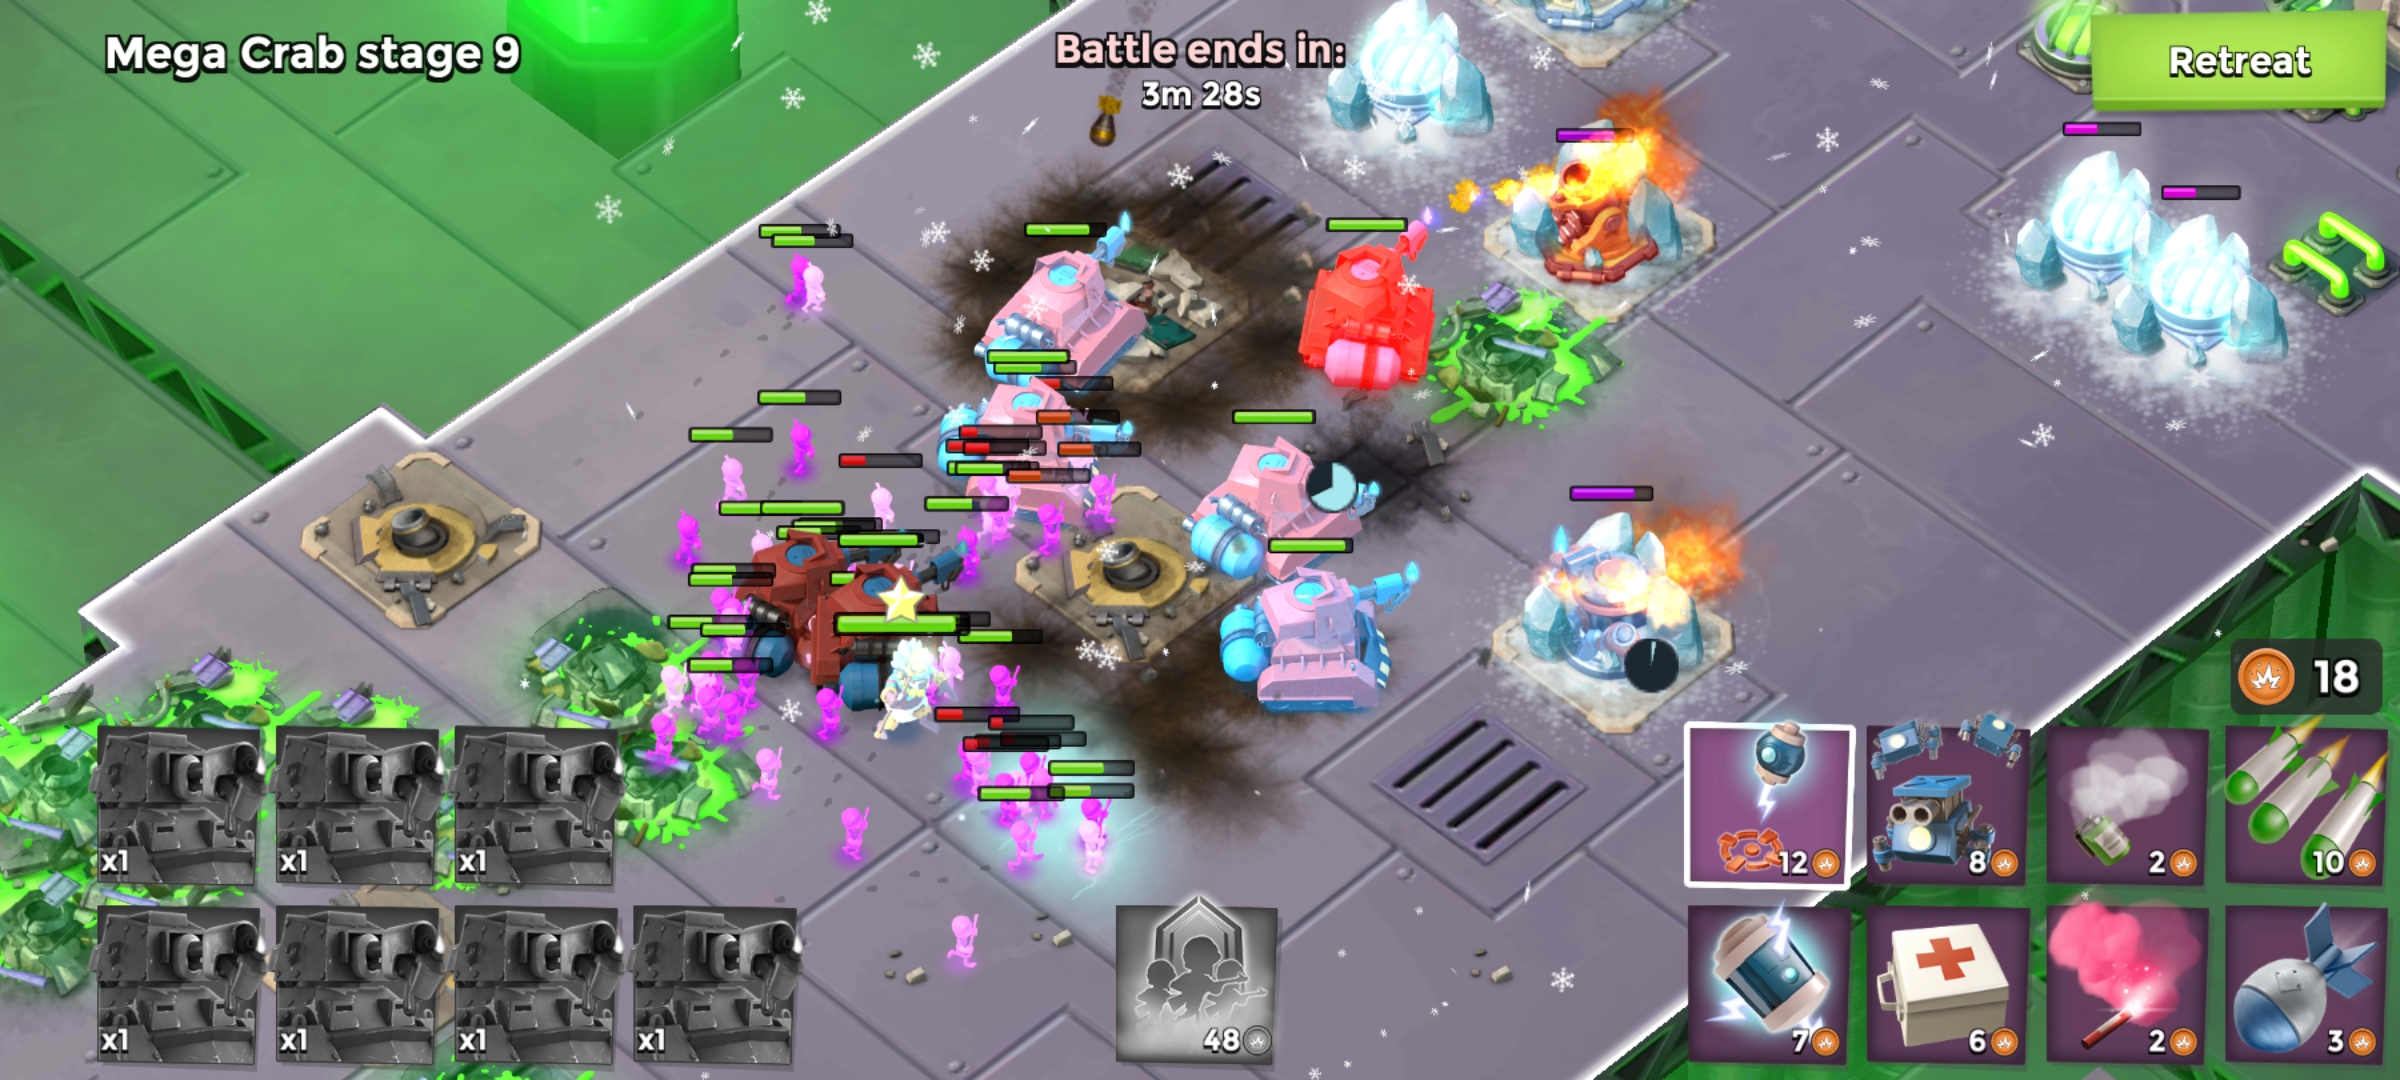 Mega Crab stage 9
Battle ends in:
3m 28s
Retreat
18
x1
x1
x1
12
8
2
10
x1
x1
x1
x1
48
7
6
2
3